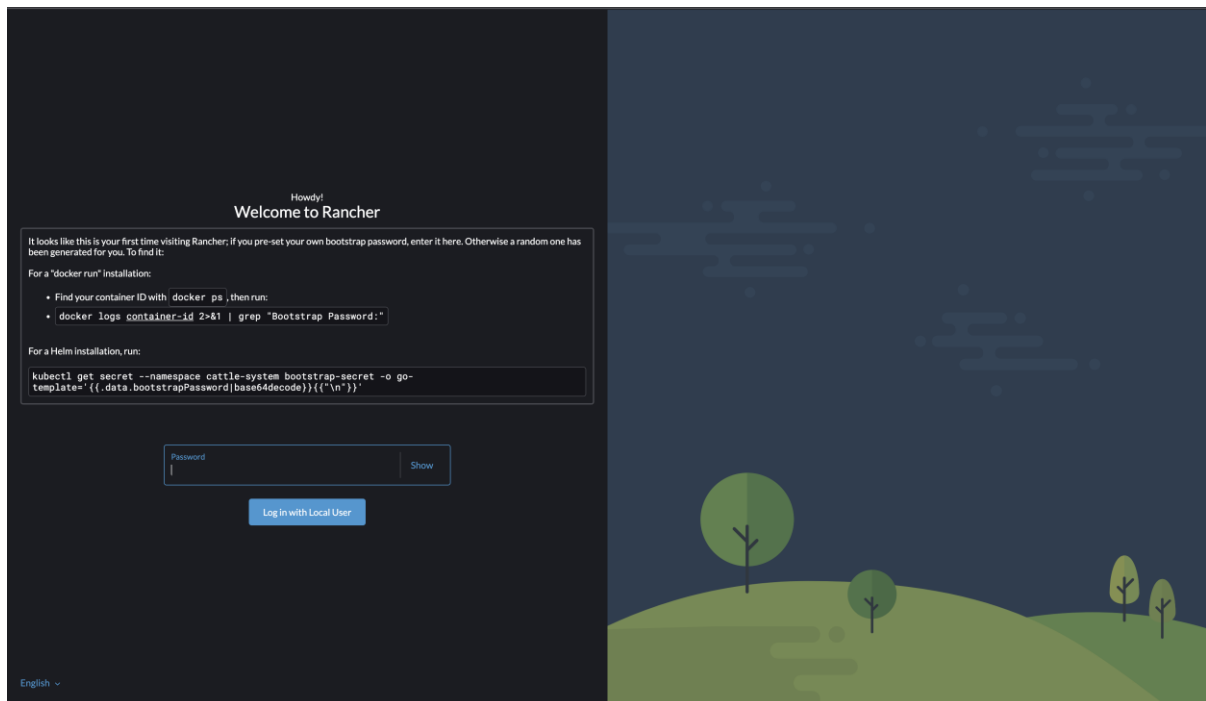 Howdy!
Welcome to Rancher
It looks like this is your first time visiting Rancher; if you pre-set your own bootstrap password, enter it here. Otherwise a random one has
been generated for you. To find it:
For a "docker run" installation:
• Find your container ID with docker ps , then run:
• docker logs container-id 2>&1 | grep "Bootstrap Password:"
For a Helm installation, run:
kubectl get secret --namespace cattle-system bootstrap-secret -o go-
template='{{.data.bootstrapPassword|base64decode}}{{"\n"}}'
Password
Show
Log in with Local User
English